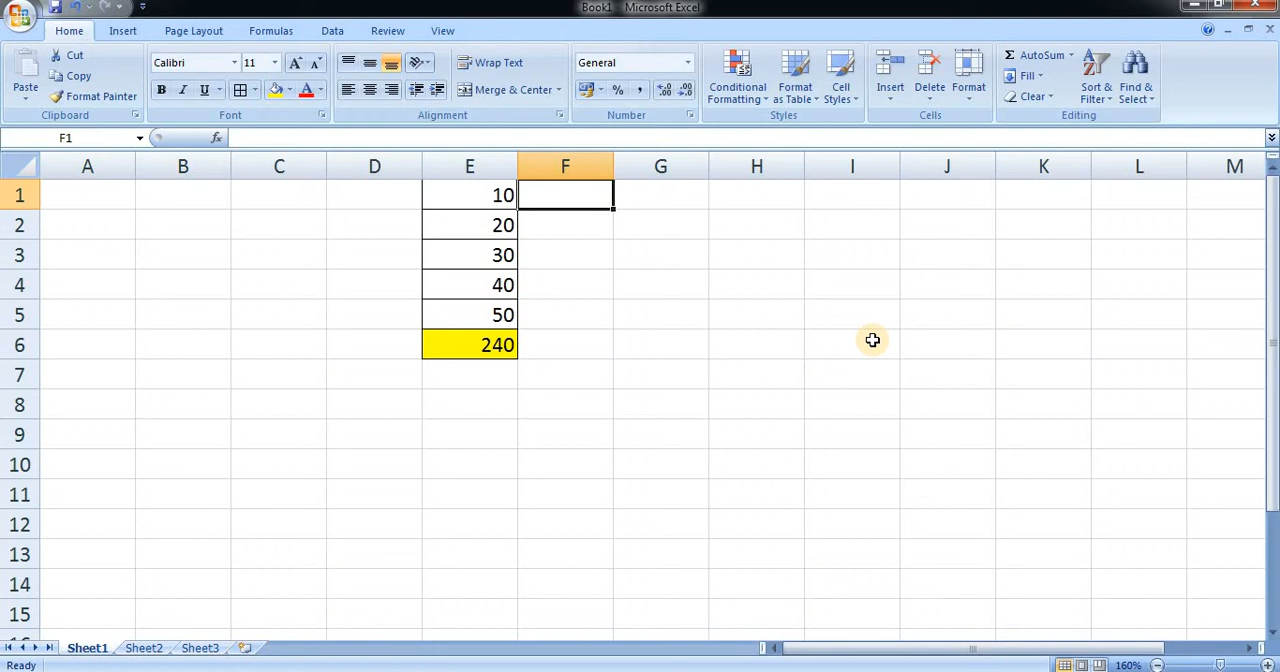 Book1 - Microsoft Excel
Home Insert Page Layout Formulas Data Review View
Paste
Cut
Copy
Format Painter
Clipboard
Calibri 11 A A
B I U A
Font
Wrap Text
Merge & Center
Alignment
General
% ,
Number
Conditional Formatting
Format as Table
Cell Styles
Styles
Insert Delete Format
Cells
Σ AutoSum
Fill
Clear
Sort & Filter
Find & Select
Editing
F1 fx
A B C D E F G H I J K L M
1 10
2 20
3 30
4 40
5 50
6 240
7
8
9
10
11
12
13
14
15
Sheet1 Sheet2 Sheet3
Ready 160%